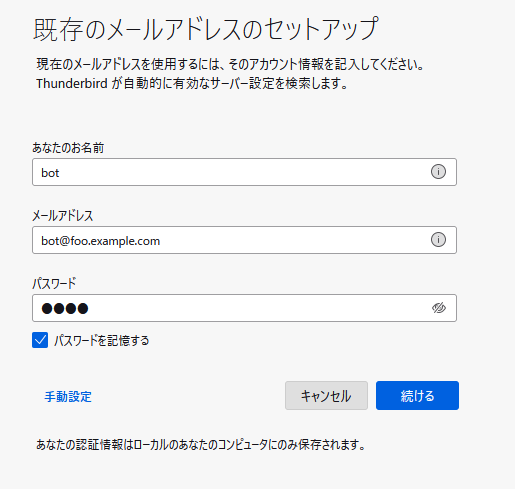 既存のメールアドレスのセットアップ
現在のメールアドレスを使用するには、そのアカウント情報を記入してください。
Thunderbird が自動的に有効なサーバー設定を検索します。
あなたのお名前
bot
メールアドレス
bot@foo.example.com
パスワード
●●●●
パスワードを記憶する
手動設定
キャンセル
続ける
あなたの認証情報はローカルのあなたのコンピュータにのみ保存されます。